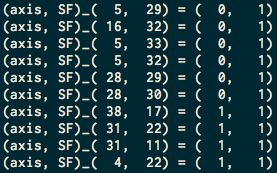 (axis, SF)_(  5,  29) = (  0,   1)
(axis, SF)_( 16,  32) = (  0,   1)
(axis, SF)_(  5,  33) = (  0,   1)
(axis, SF)_(  5,  32) = (  0,   1)
(axis, SF)_( 28,  29) = (  0,   1)
(axis, SF)_( 28,  30) = (  0,   1)
(axis, SF)_( 38,  17) = (  1,   1)
(axis, SF)_( 31,  22) = (  1,   1)
(axis, SF)_( 31,  11) = (  1,   1)
(axis, SF)_(  4,  22) = (  1,   1)